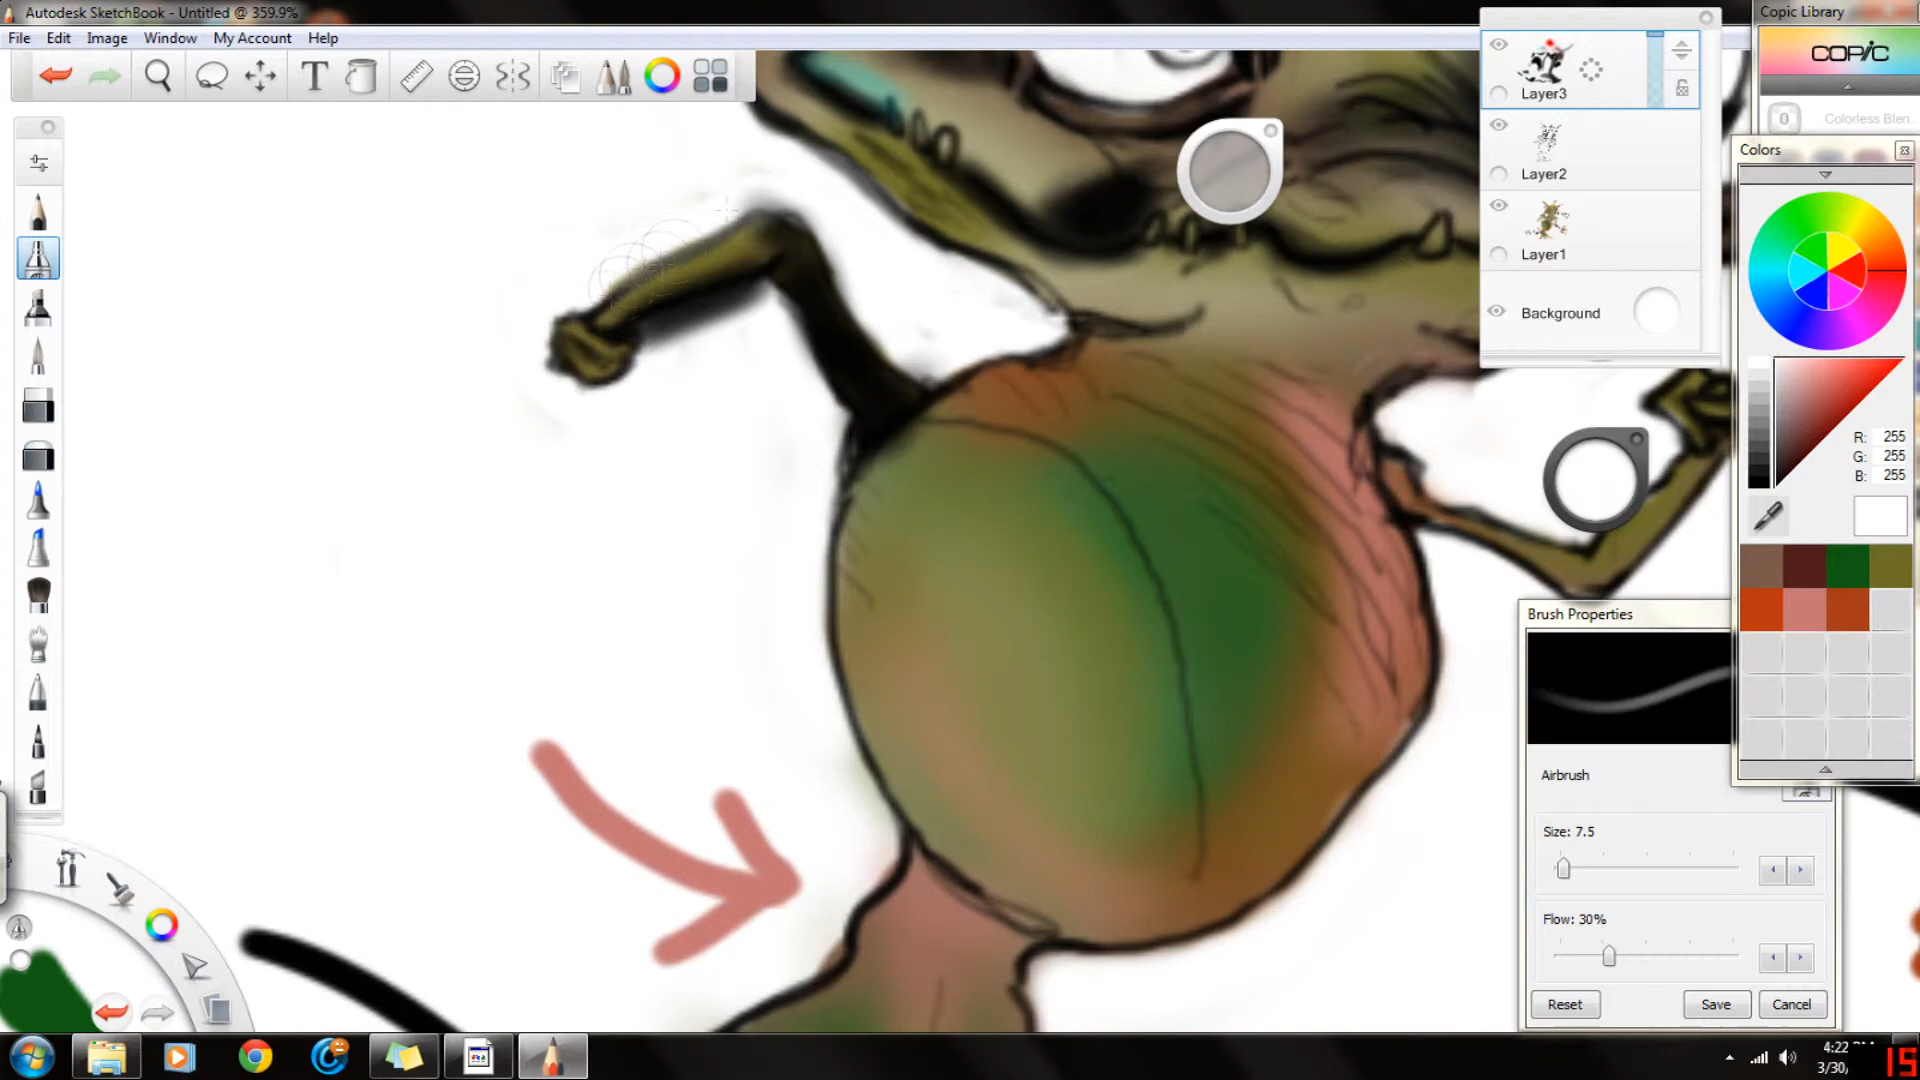 Autodesk SketchBook - Untitled @ 359.9%
File Edit Image Window My Account Help
T
Layer3
Layer2
Layer1
Background
Copic Library
COPIC
0 Colorless Blen..
Colors
R: 255
G: 255
B: 255
Brush Properties
Airbrush
Size: 7.5
Flow: 30%
Reset Save Cancel
4:22
3/30/
15